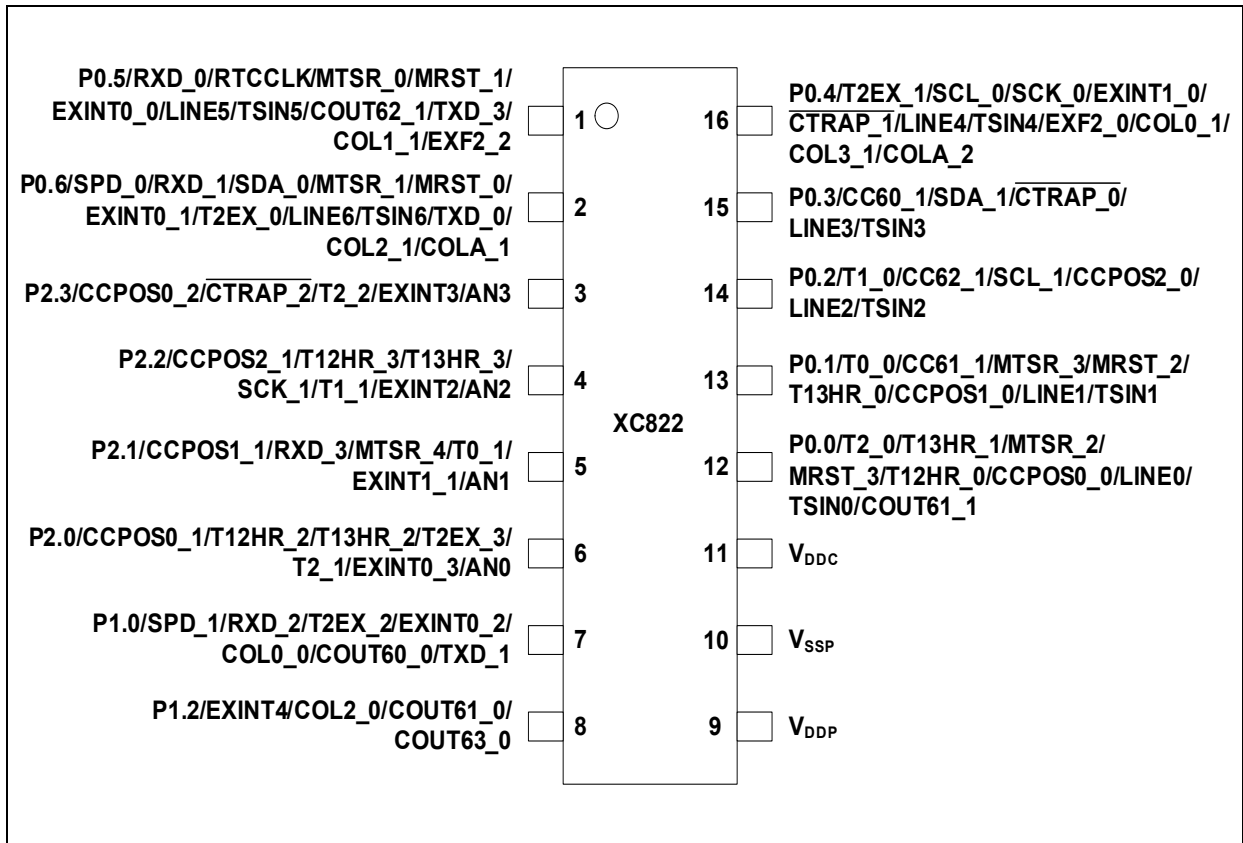 P0.5/RXD_0/RTCCLK/MTSR_0/MRST_1/
EXINT0_0/LINE5/TSIN5/COUT62_1/TXD_3/
COL1_1/EXF2_2
1
P0.6/SPD_0/RXD_1/SDA_0/MTSR_1/MRST_0/
EXINT0_1/T2EX_0/LINE6/TSIN6/TXD_0/
COL2_1/COLA_1
2
P2.3/CCPOS0_2/CTRAP_2/T2_2/EXINT3/AN3
3
P2.2/CCPOS2_1/T12HR_3/T13HR_3/
SCK_1/T1_1/EXINT2/AN2
4
P2.1/CCPOS1_1/RXD_3/MTSR_4/T0_1/
EXINT1_1/AN1
5
P2.0/CCPOS0_1/T12HR_2/T13HR_2/T2EX_3/
T2_1/EXINT0_3/AN0
6
P1.0/SPD_1/RXD_2/T2EX_2/EXINT0_2/
COL0_0/COUT60_0/TXD_1
7
P1.2/EXINT4/COL2_0/COUT61_0/
COUT63_0
8
XC822
16
P0.4/T2EX_1/SCL_0/SCK_0/EXINT1_0/
CTRAP_1/LINE4/TSIN4/EXF2_0/COL0_1/
COL3_1/COLA_2
15
P0.3/CC60_1/SDA_1/CTRAP_0/
LINE3/TSIN3
14
P0.2/T1_0/CC62_1/SCL_1/CCPOS2_0/
LINE2/TSIN2
13
P0.1/T0_0/CC61_1/MTSR_3/MRST_2/
T13HR_0/CCPOS1_0/LINE1/TSIN1
12
P0.0/T2_0/T13HR_1/MTSR_2/
MRST_3/T12HR_0/CCPOS0_0/LINE0/
TSIN0/COUT61_1
11
VDDC
10
VSSP
9
VDDP